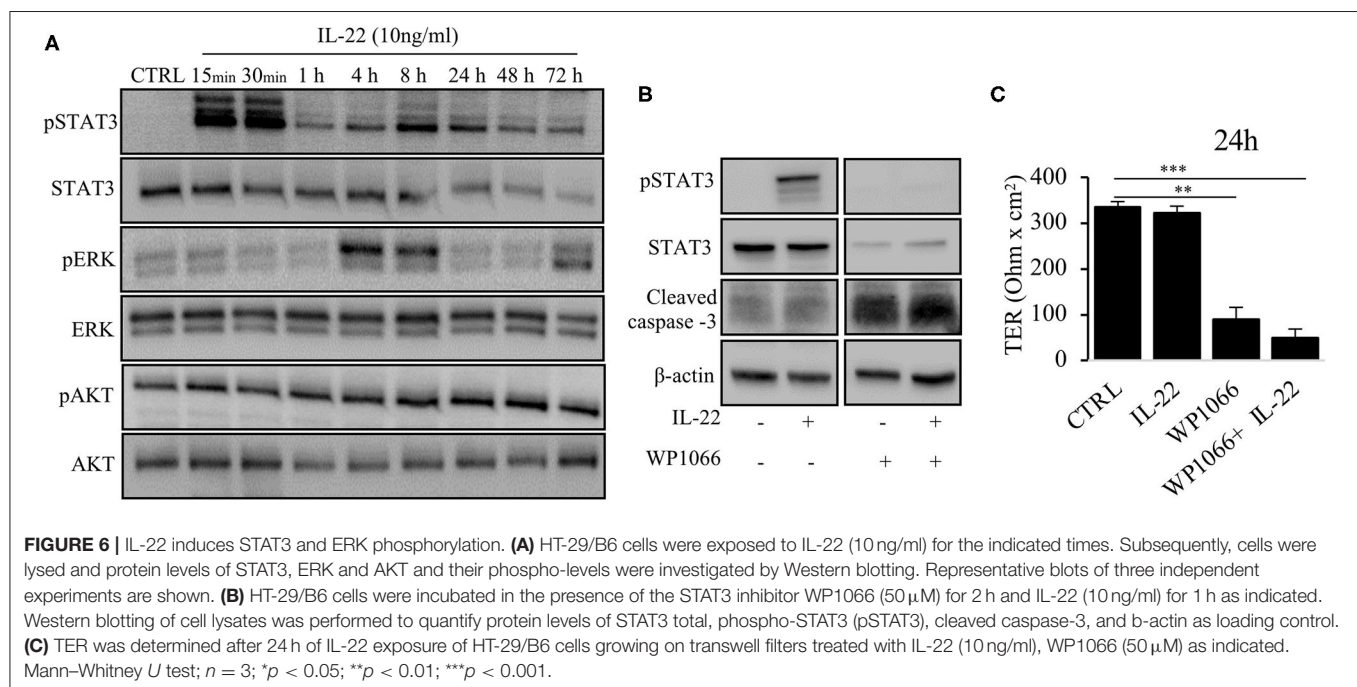 A
IL-22 (10ng/ml)
CTRL 15min 30min 1 h 4 h 8 h 24 h 48 h 72 h
pSTAT3
STAT3
pERK
ERK
pAKT
AKT
B
pSTAT3
STAT3
Cleaved
caspase -3
β-actin
IL-22 - + - +
WP1066 - - + +
C
24h
***
**
TER (Ohm x cm²)
400
300
200
100
0
CTRL
IL-22
WP1066
WP1066+ IL-22
FIGURE 6 | IL-22 induces STAT3 and ERK phosphorylation. (A) HT-29/B6 cells were exposed to IL-22 (10 ng/ml) for the indicated times. Subsequently, cells were
lysed and protein levels of STAT3, ERK and AKT and their phospho-levels were investigated by Western blotting. Representative blots of three independent
experiments are shown. (B) HT-29/B6 cells were incubated in the presence of the STAT3 inhibitor WP1066 (50 μM) for 2 h and IL-22 (10 ng/ml) for 1 h as indicated.
Western blotting of cell lysates was performed to quantify protein levels of STAT3 total, phospho-STAT3 (pSTAT3), cleaved caspase-3, and b-actin as loading control.
(C) TER was determined after 24 h of IL-22 exposure of HT-29/B6 cells growing on transwell filters treated with IL-22 (10 ng/ml), WP1066 (50 μM) as indicated.
Mann–Whitney U test; n = 3; *p < 0.05; **p < 0.01; ***p < 0.001.